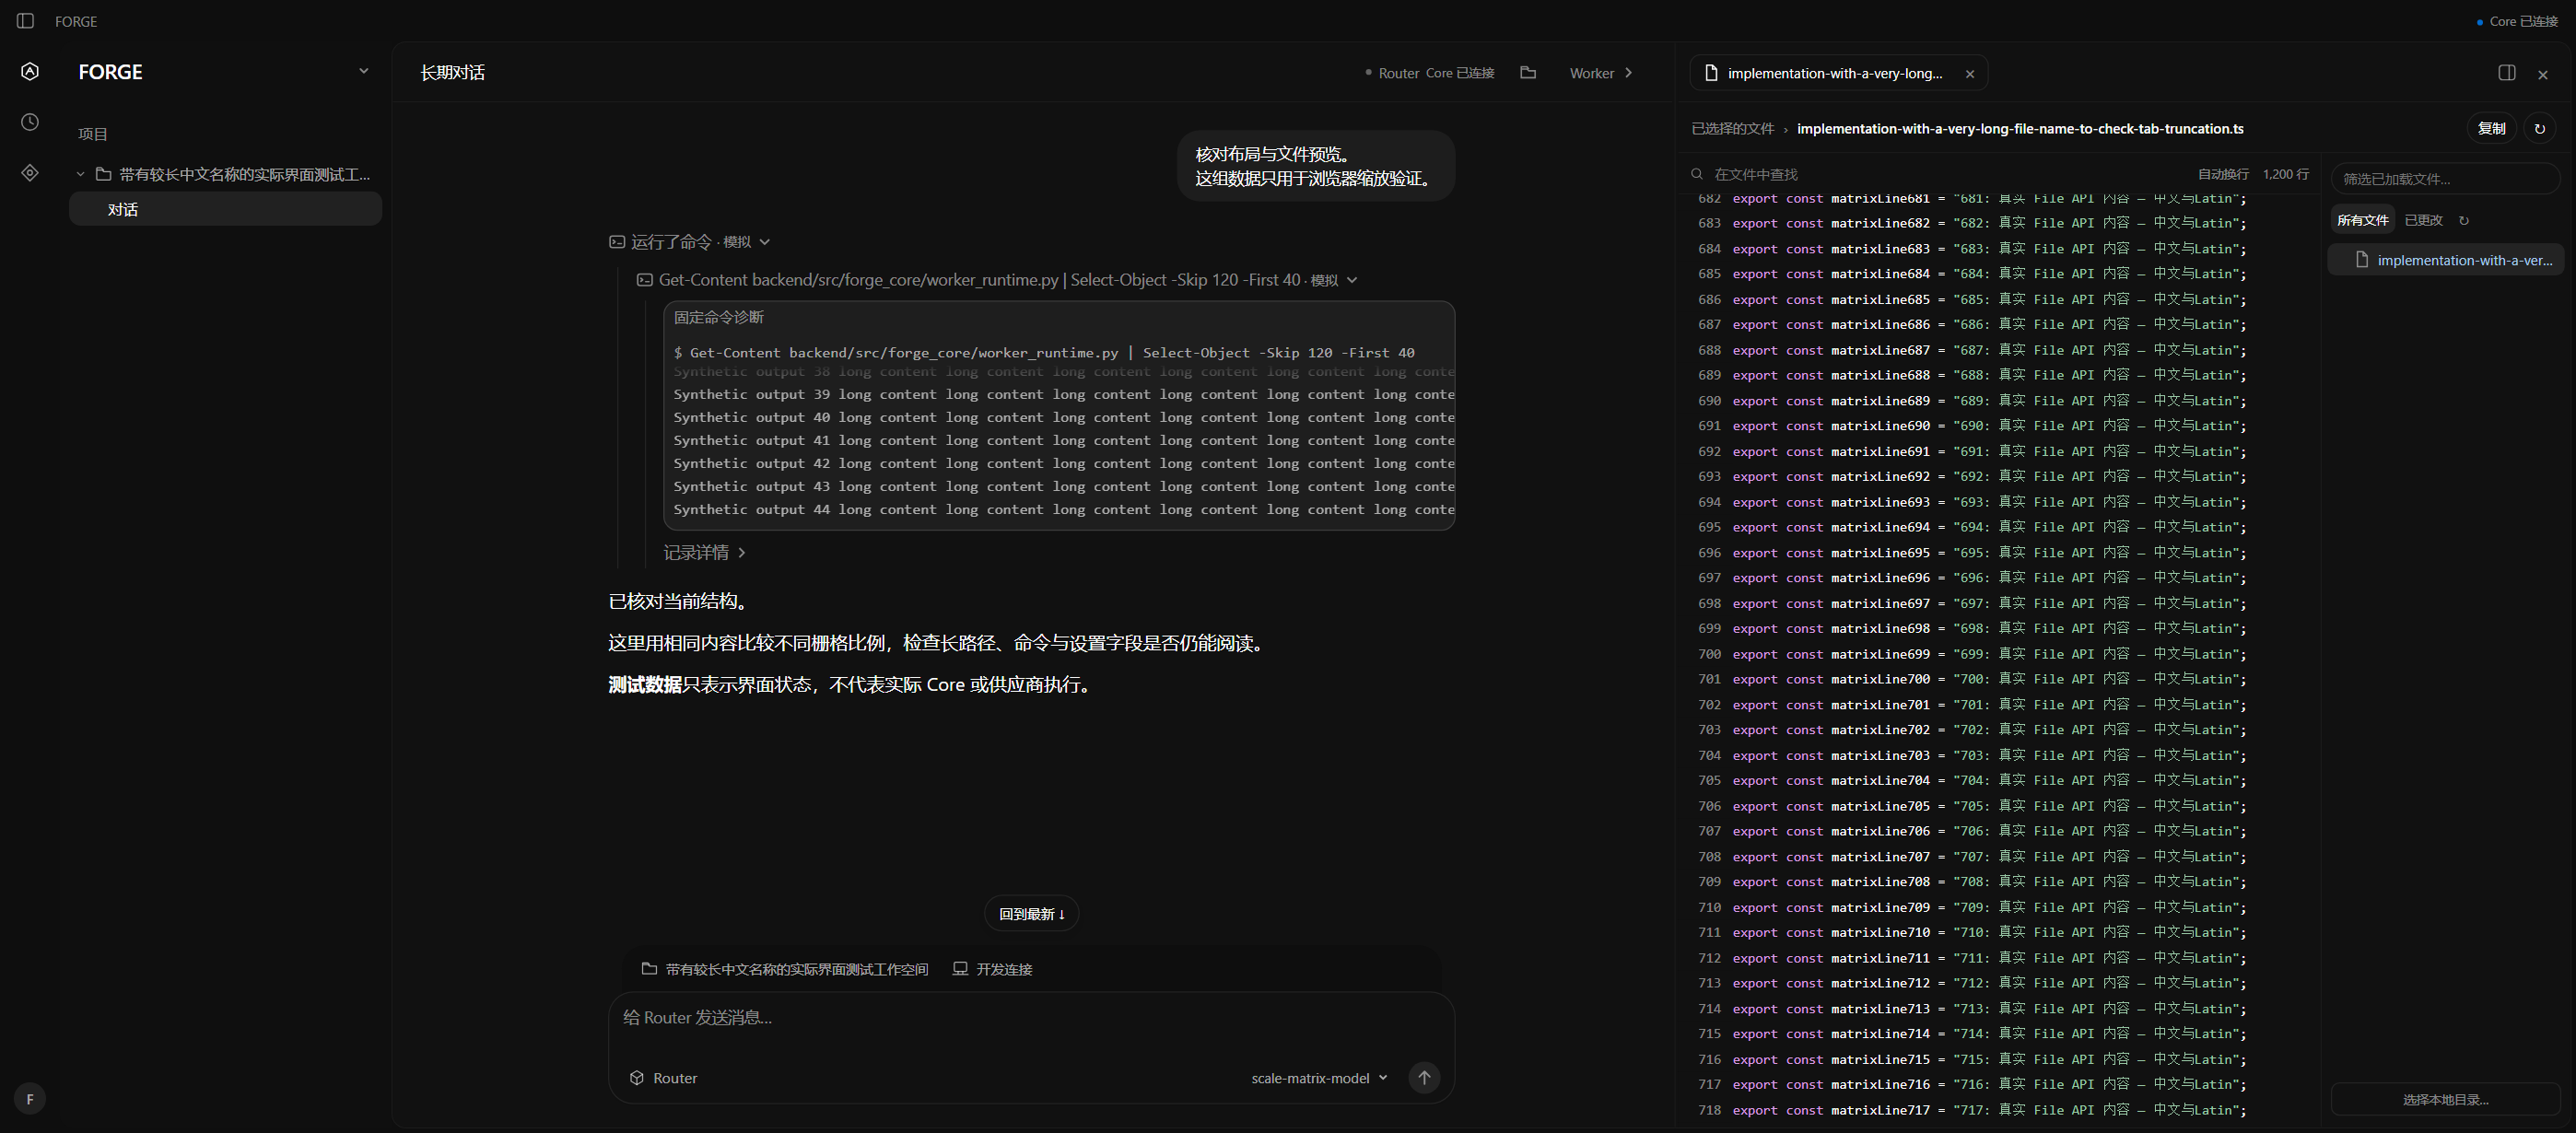 FORGE
Core 已连接
FORGE
项目
带有较长中文名称的实际界面测试工...
对话
F
长期对话
Router Core 已连接
Worker
核对布局与文件预览。
这组数据只用于浏览器缩放验证。
运行了命令 · 模拟
Get-Content backend/src/forge_core/worker_runtime.py | Select-Object -Skip 120 -First 40 · 模拟
固定命令诊断
$ Get-Content backend/src/forge_core/worker_runtime.py | Select-Object -Skip 120 -First 40
Synthetic output 38 long content long content long content long content long content long conte
Synthetic output 39 long content long content long content long content long content long conte
Synthetic output 40 long content long content long content long content long content long conte
Synthetic output 41 long content long content long content long content long content long conte
Synthetic output 42 long content long content long content long content long content long conte
Synthetic output 43 long content long content long content long content long content long conte
Synthetic output 44 long content long content long content long content long content long conte
记录详情
已核对当前结构。
这里用相同内容比较不同栅格比例，检查长路径、命令与设置字段是否仍能阅读。
测试数据只表示界面状态，不代表实际 Core 或供应商执行。
回到最新 ↓
带有较长中文名称的实际界面测试工作空间 开发连接
给 Router 发送消息...
Router
scale-matrix-model
implementation-with-a-very-long... ×
已选择的文件 › implementation-with-a-very-long-file-name-to-check-tab-truncation.ts
复制 ↻
在文件中查找
自动换行 1,200 行
682 export const matrixLine681 = "681: 真实 File API 内容 — 中文与Latin";
683 export const matrixLine682 = "682: 真实 File API 内容 — 中文与Latin";
684 export const matrixLine683 = "683: 真实 File API 内容 — 中文与Latin";
685 export const matrixLine684 = "684: 真实 File API 内容 — 中文与Latin";
686 export const matrixLine685 = "685: 真实 File API 内容 — 中文与Latin";
687 export const matrixLine686 = "686: 真实 File API 内容 — 中文与Latin";
688 export const matrixLine687 = "687: 真实 File API 内容 — 中文与Latin";
689 export const matrixLine688 = "688: 真实 File API 内容 — 中文与Latin";
690 export const matrixLine689 = "689: 真实 File API 内容 — 中文与Latin";
691 export const matrixLine690 = "690: 真实 File API 内容 — 中文与Latin";
692 export const matrixLine691 = "691: 真实 File API 内容 — 中文与Latin";
693 export const matrixLine692 = "692: 真实 File API 内容 — 中文与Latin";
694 export const matrixLine693 = "693: 真实 File API 内容 — 中文与Latin";
695 export const matrixLine694 = "694: 真实 File API 内容 — 中文与Latin";
696 export const matrixLine695 = "695: 真实 File API 内容 — 中文与Latin";
697 export const matrixLine696 = "696: 真实 File API 内容 — 中文与Latin";
698 export const matrixLine697 = "697: 真实 File API 内容 — 中文与Latin";
699 export const matrixLine698 = "698: 真实 File API 内容 — 中文与Latin";
700 export const matrixLine699 = "699: 真实 File API 内容 — 中文与Latin";
701 export const matrixLine700 = "700: 真实 File API 内容 — 中文与Latin";
702 export const matrixLine701 = "701: 真实 File API 内容 — 中文与Latin";
703 export const matrixLine702 = "702: 真实 File API 内容 — 中文与Latin";
704 export const matrixLine703 = "703: 真实 File API 内容 — 中文与Latin";
705 export const matrixLine704 = "704: 真实 File API 内容 — 中文与Latin";
706 export const matrixLine705 = "705: 真实 File API 内容 — 中文与Latin";
707 export const matrixLine706 = "706: 真实 File API 内容 — 中文与Latin";
708 export const matrixLine707 = "707: 真实 File API 内容 — 中文与Latin";
709 export const matrixLine708 = "708: 真实 File API 内容 — 中文与Latin";
710 export const matrixLine709 = "709: 真实 File API 内容 — 中文与Latin";
711 export const matrixLine710 = "710: 真实 File API 内容 — 中文与Latin";
712 export const matrixLine711 = "711: 真实 File API 内容 — 中文与Latin";
713 export const matrixLine712 = "712: 真实 File API 内容 — 中文与Latin";
714 export const matrixLine713 = "713: 真实 File API 内容 — 中文与Latin";
715 export const matrixLine714 = "714: 真实 File API 内容 — 中文与Latin";
716 export const matrixLine715 = "715: 真实 File API 内容 — 中文与Latin";
717 export const matrixLine716 = "716: 真实 File API 内容 — 中文与Latin";
718 export const matrixLine717 = "717: 真实 File API 内容 — 中文与Latin";
筛选已加载文件...
所有文件 已更改 ↻
implementation-with-a-ver...
选择本地目录...